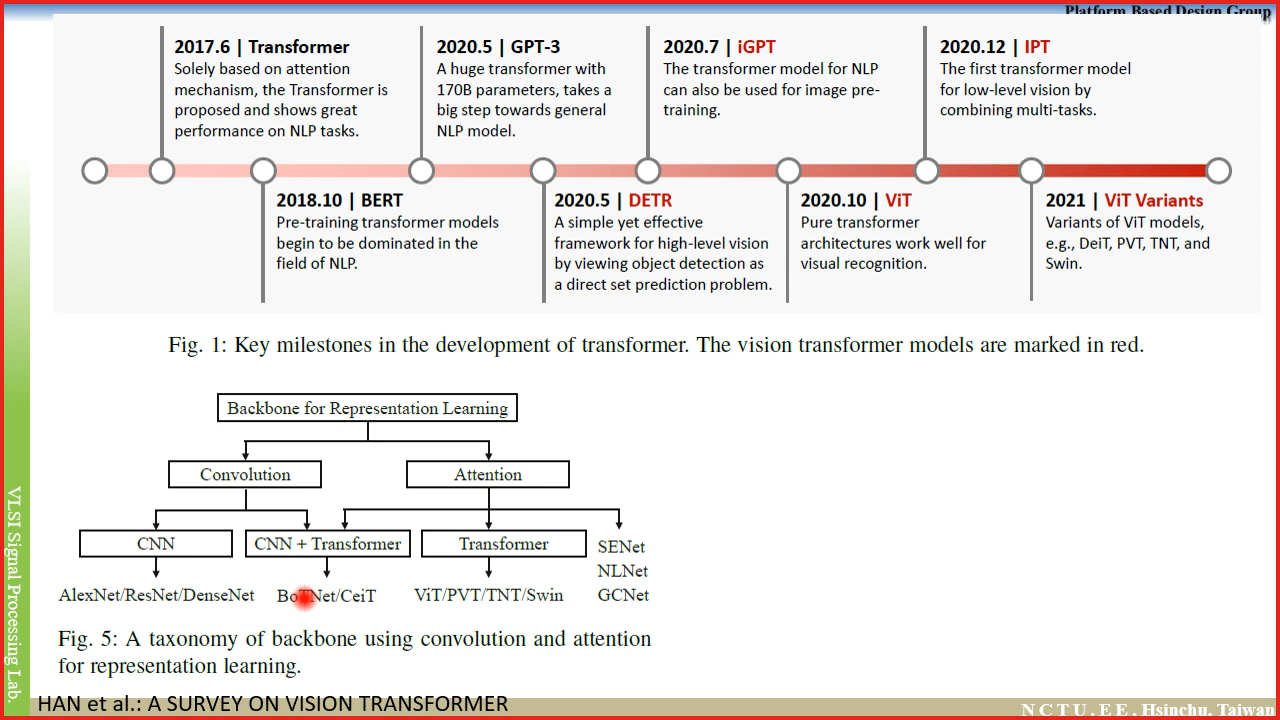 Platform Based Design Group
2017.6 | Transformer
Solely based on attention
mechanism, the Transformer is
proposed and shows great
performance on NLP tasks.
2020.5 | GPT-3
A huge transformer with
170B parameters, takes a
big step towards general
NLP model.
2020.7 | iGPT
The transformer model for NLP
can also be used for image pre-
training.
2020.12 | IPT
The first transformer model
for low-level vision by
combining multi-tasks.
2018.10 | BERT
Pre-training transformer models
begin to be dominated in the
field of NLP.
2020.5 | DETR
A simple yet effective
framework for high-level vision
by viewing object detection as
a direct set prediction problem.
2020.10 | ViT
Pure transformer
architectures work well for
visual recognition.
2021 | ViT Variants
Variants of ViT models,
e.g., DeiT, PVT, TNT, and
Swin.
Fig. 1: Key milestones in the development of transformer. The vision transformer models are marked in red.
Backbone for Representation Learning
Convolution
Attention
CNN
CNN + Transformer
Transformer
SENet
NLNet
GCNet
AlexNet/ResNet/DenseNet
BoTNet/CeiT
ViT/PVT/TNT/Swin
Fig. 5: A taxonomy of backbone using convolution and attention
for representation learning.
VLSI Signal Processing Lab.
HAN et al.: A SURVEY ON VISION TRANSFORMER
N C T U . E E . Hsinchu, Taiwan